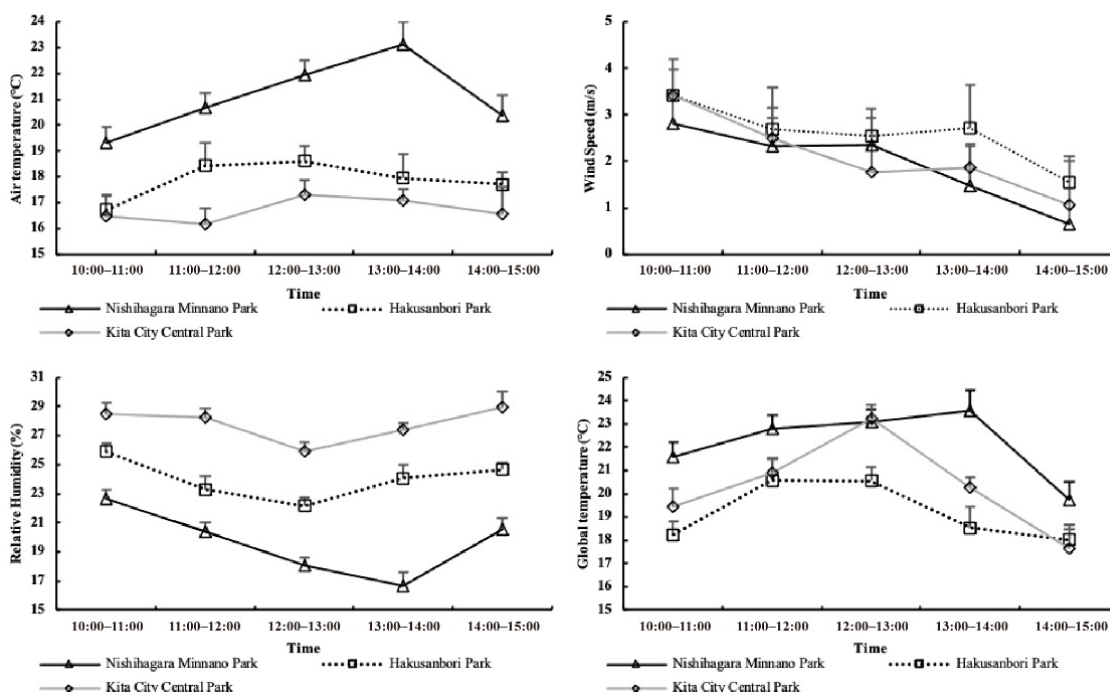 Air temperature (°C)
24
23
22
21
20
19
18
17
16
15
10:00–11:00 11:00–12:00 12:00–13:00 13:00–14:00 14:00–15:00
Time
Nishihagara Minnano Park Hakusanbori Park
Kita City Central Park
Wind Speed (m/s)
5
4
3
2
1
0
10:00–11:00 11:00–12:00 12:00–13:00 13:00–14:00 14:00–15:00
Time
Nishihagara Minnano Park Hakusanbori Park
Kita City Central Park
Relative Humidity (%)
31
29
27
25
23
21
19
17
15
10:00–11:00 11:00–12:00 12:00–13:00 13:00–14:00 14:00–15:00
Time
Nishihagara Minnano Park Hakusanbori Park
Kita City Central Park
Global temperature (°C)
25
24
23
22
21
20
19
18
17
16
15
10:00–11:00 11:00–12:00 12:00–13:00 13:00–14:00 14:00–15:00
Time
Nishihagara Minnano Park Hakusanbori Park
Kita City Central Park